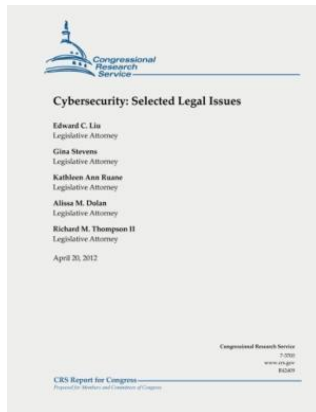 Congressional
Research
Service
Cybersecurity: Selected Legal Issues
Edward C. Liu
Legislative Attorney
Gina Stevens
Legislative Attorney
Kathleen Ann Ruane
Legislative Attorney
Alissa M. Dolan
Legislative Attorney
Richard M. Thompson II
Legislative Attorney
April 20, 2012
Congressional Research Service
7-5700
www.crs.gov
R42409
CRS Report for Congress
Prepared for Members and Committees of Congress